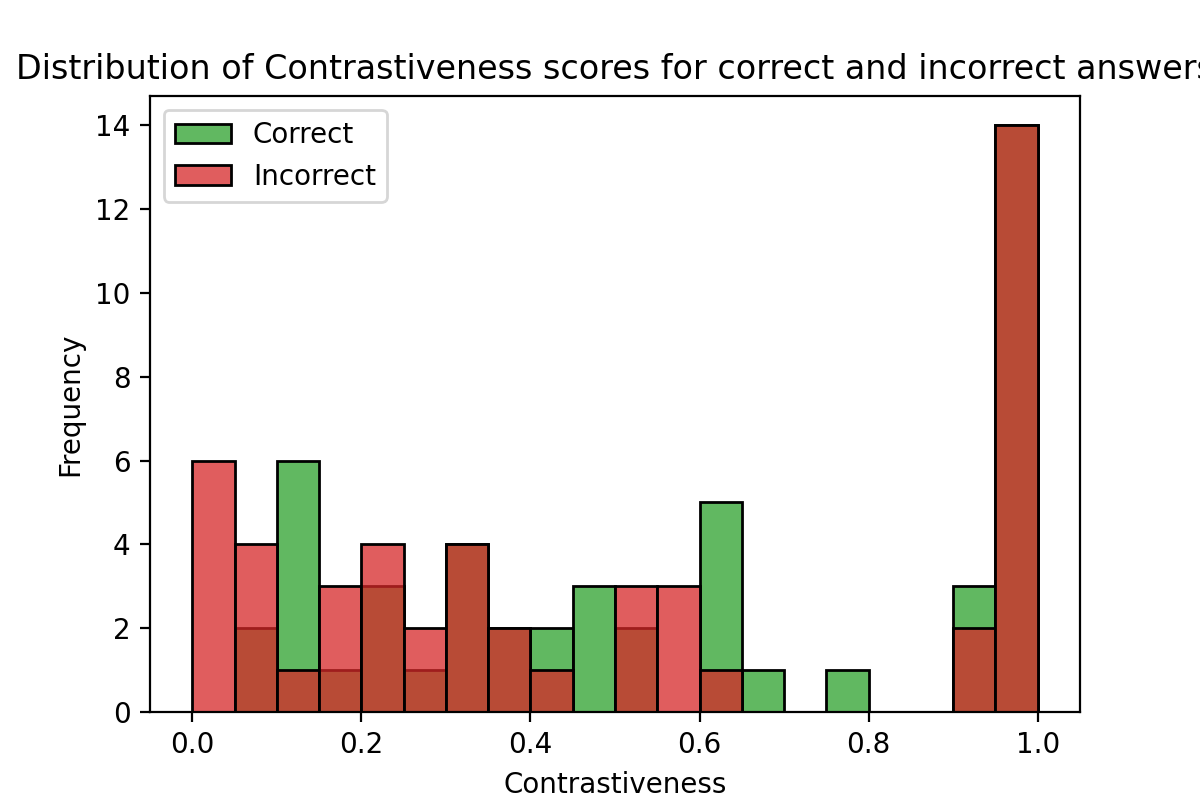 Distribution of Contrastiveness scores for correct and incorrect answers
Correct
Incorrect
14
12
10
8
6
4
2
0
Frequency
0.0 0.2 0.4 0.6 0.8 1.0
Contrastiveness